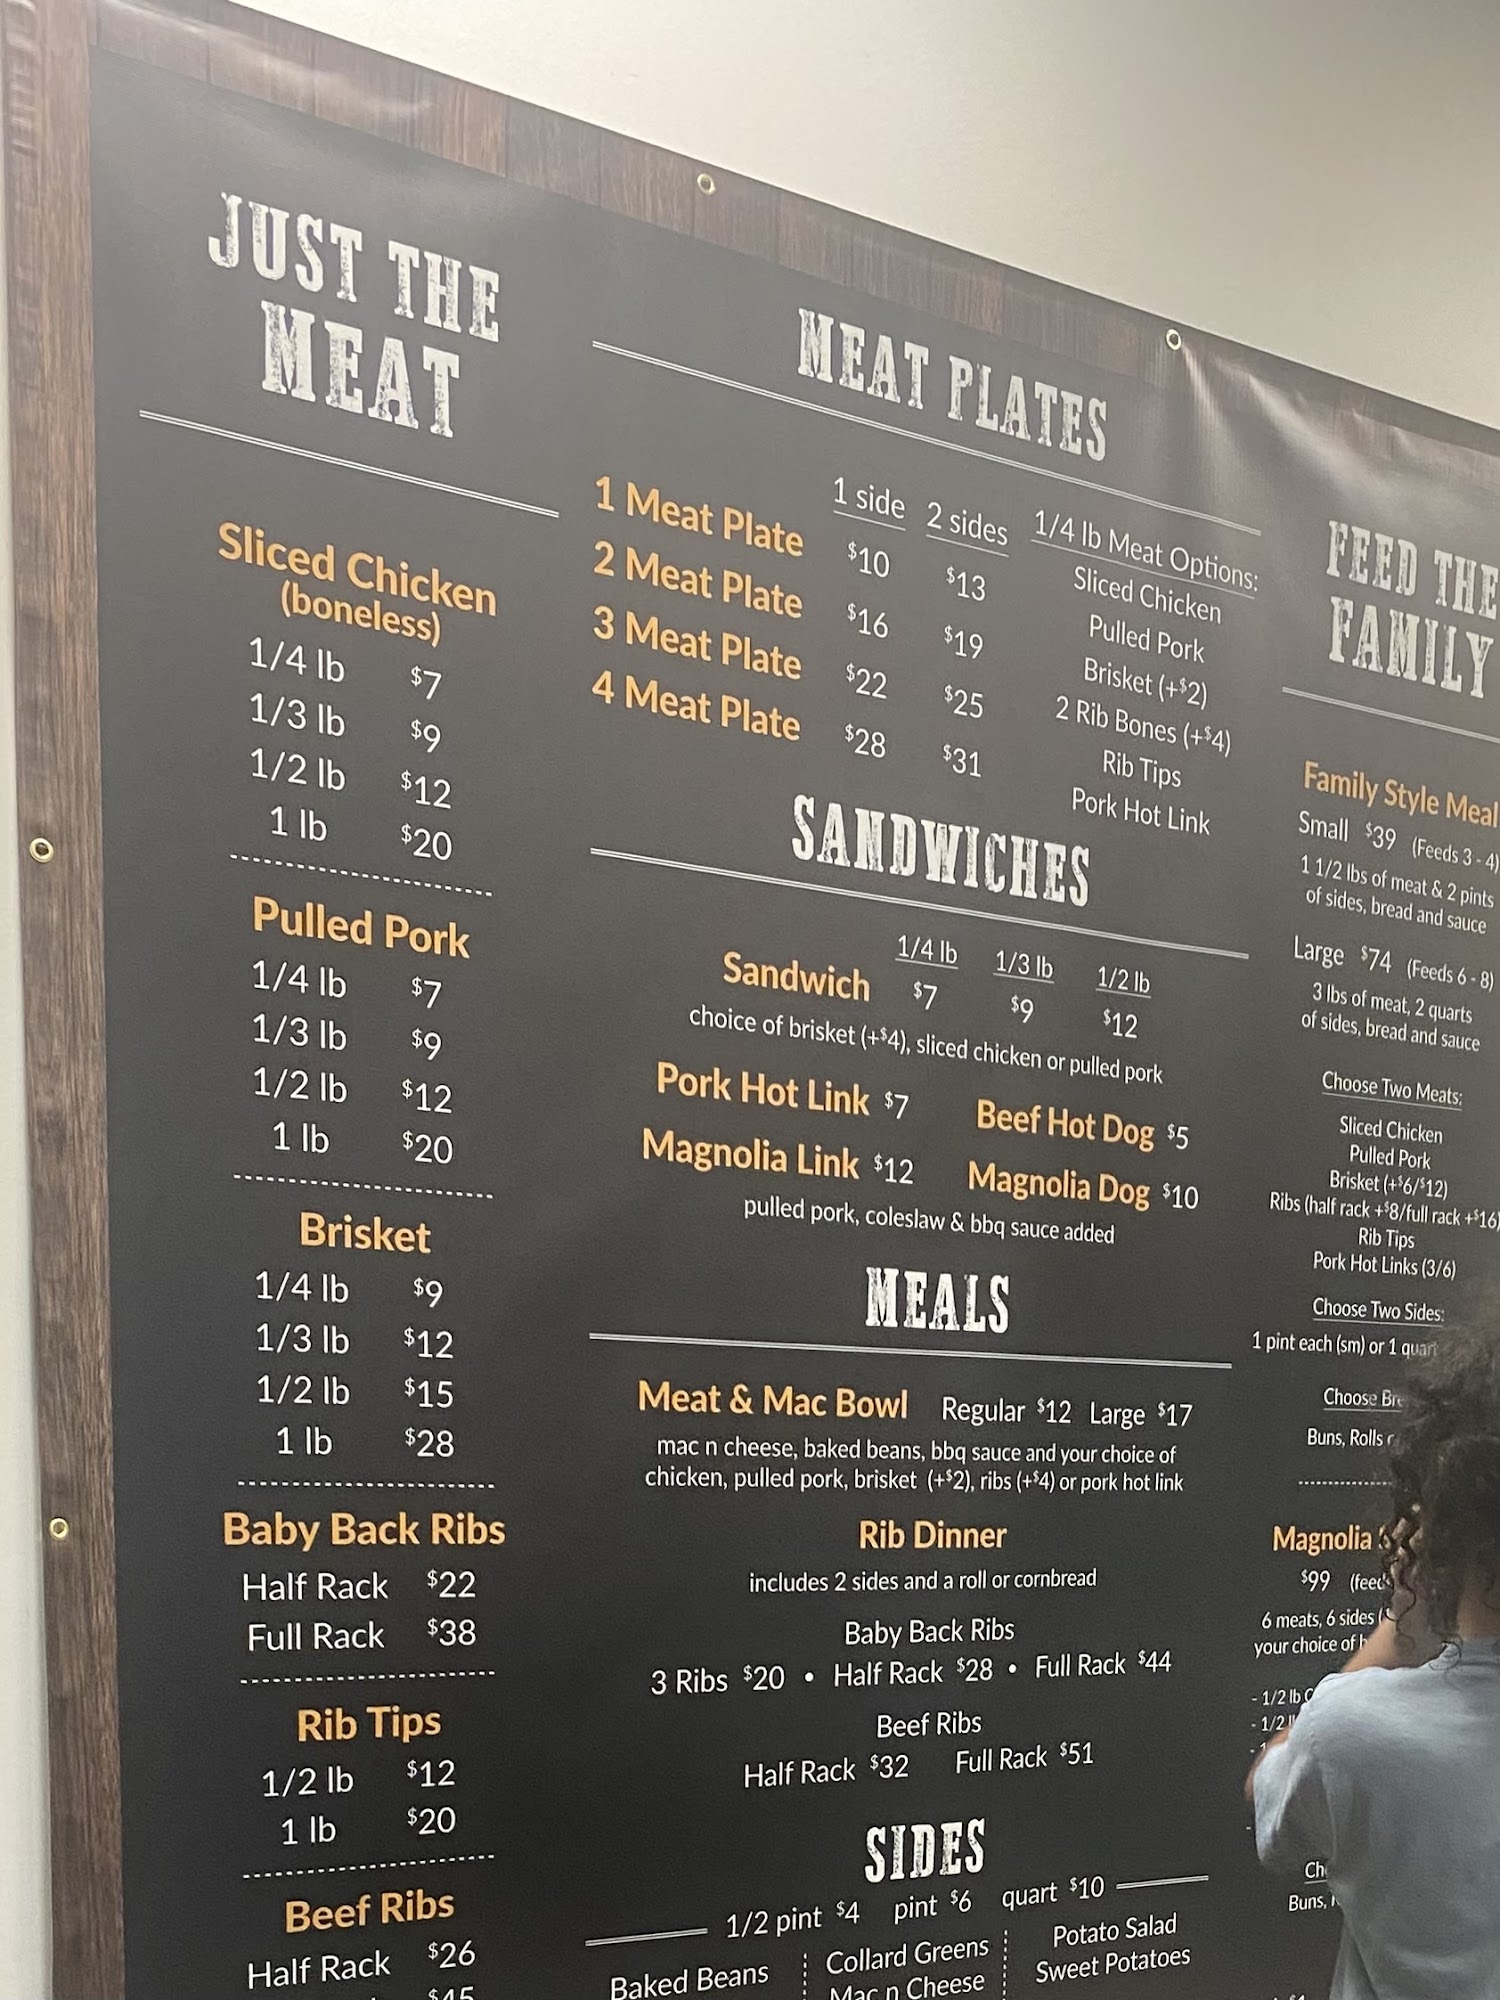 JUST THE
MEAT
Sliced Chicken
(boneless)
1/4 lb $7
1/3 lb $9
1/2 lb $12
1 lb $20
Pulled Pork
1/4 lb $7
1/3 lb $9
1/2 lb $12
1 lb $20
Brisket
1/4 lb $9
1/3 lb $12
1/2 lb $15
1 lb $28
Baby Back Ribs
Half Rack $22
Full Rack $38
Rib Tips
1/2 lb $12
1 lb $20
Beef Ribs
Half Rack $26
$45
MEAT PLATES
1 side 2 sides
1 Meat Plate $10 $13
2 Meat Plate $16 $19
3 Meat Plate $22 $25
4 Meat Plate $28 $31
1/4 lb Meat Options:
Sliced Chicken
Pulled Pork
Brisket (+$2)
2 Rib Bones (+$4)
Rib Tips
Pork Hot Link
SANDWICHES
1/4 lb 1/3 lb 1/2 lb
Sandwich $7 $9 $12
choice of brisket (+$4), sliced chicken or pulled pork
Pork Hot Link $7 Beef Hot Dog $5
Magnolia Link $12 Magnolia Dog $10
pulled pork, coleslaw & bbq sauce added
MEALS
Meat & Mac Bowl Regular $12 Large $17
mac n cheese, baked beans, bbq sauce and your choice of
chicken, pulled pork, brisket (+$2), ribs (+$4) or pork hot link
Rib Dinner
includes 2 sides and a roll or cornbread
Baby Back Ribs
3 Ribs $20 • Half Rack $28 • Full Rack $44
Beef Ribs
Half Rack $32 Full Rack $51
SIDES
1/2 pint $4 pint $6 quart $10
Baked Beans
Collard Greens
Mac n Cheese
Potato Salad
Sweet Potatoes
FEED THE
FAMILY
Family Style Meal
Small $39 (Feeds 3 - 4)
1 1/2 lbs of meat & 2 pints
of sides, bread and sauce
Large $74 (Feeds 6 - 8)
3 lbs of meat, 2 quarts
of sides, bread and sauce
Choose Two Meats:
Sliced Chicken
Pulled Pork
Brisket (+$6/$12)
Ribs (half rack +$8/full rack +$16)
Rib Tips
Pork Hot Links (3/6)
Choose Two Sides:
1 pint each (sm) or 1 quart
Choose
Buns, Rolls
Magnolia
$99 (feeds
6 meats, 6 sides
your choice of
- 1/2 lb
- 1/2
Buns,